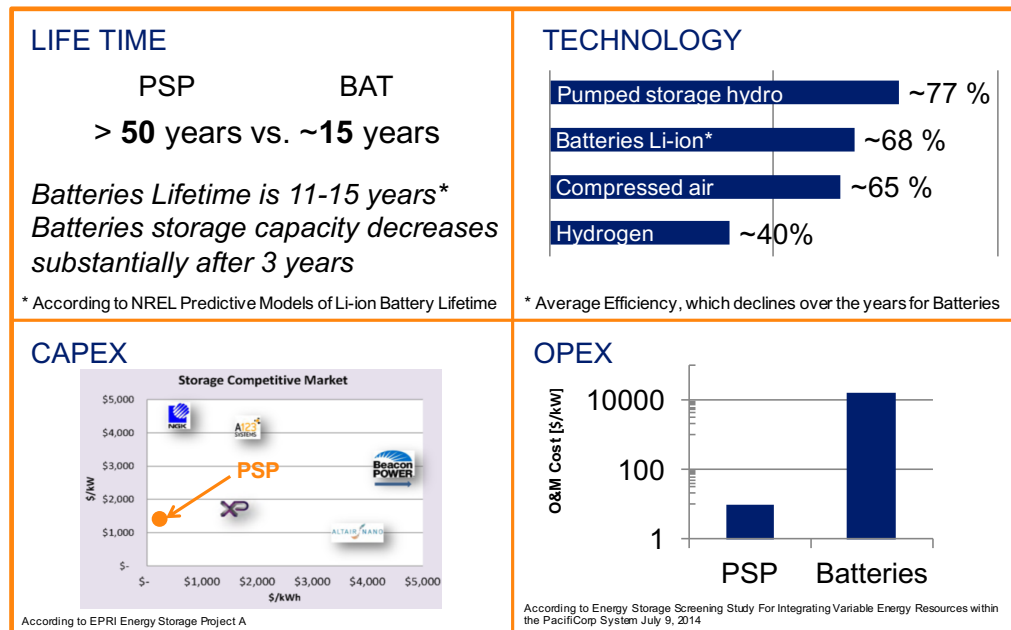 LIFE TIME
PSP BAT
> 50 years vs. ~15 years
Batteries Lifetime is 11-15 years*
Batteries storage capacity decreases
substantially after 3 years
* According to NREL Predictive Models of Li-ion Battery Lifetime
TECHNOLOGY
Pumped storage hydro ~77 %
Batteries Li-ion* ~68 %
Compressed air ~65 %
Hydrogen ~40%
* Average Efficiency, which declines over the years for Batteries
CAPEX
Storage Competitive Market
$/kW
$5,000
$4,000
$3,000
$2,000
$1,000
$-
NGK
A123
SYSTEMS
PSP
Beacon
POWER
XP
ALTAIR NANO
$- $1,000 $2,000 $3,000 $4,000 $5,000
$/kWh
According to EPRI Energy Storage Project A
OPEX
O&M Cost [$/kW]
10000
100
1
PSP Batteries
According to Energy Storage Screening Study For Integrating Variable Energy Resources within
the PacifiCorp System July 9, 2014